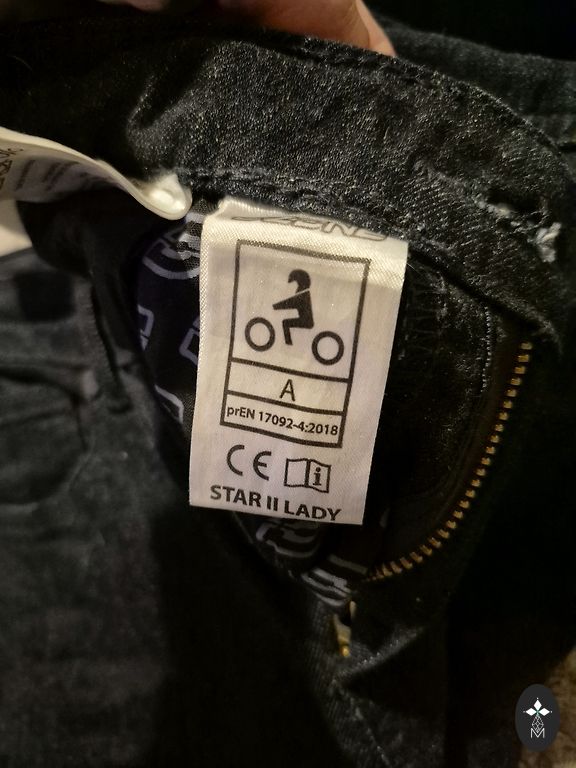 A
prEN 17092-4:2018
CE i
STAR II LADY